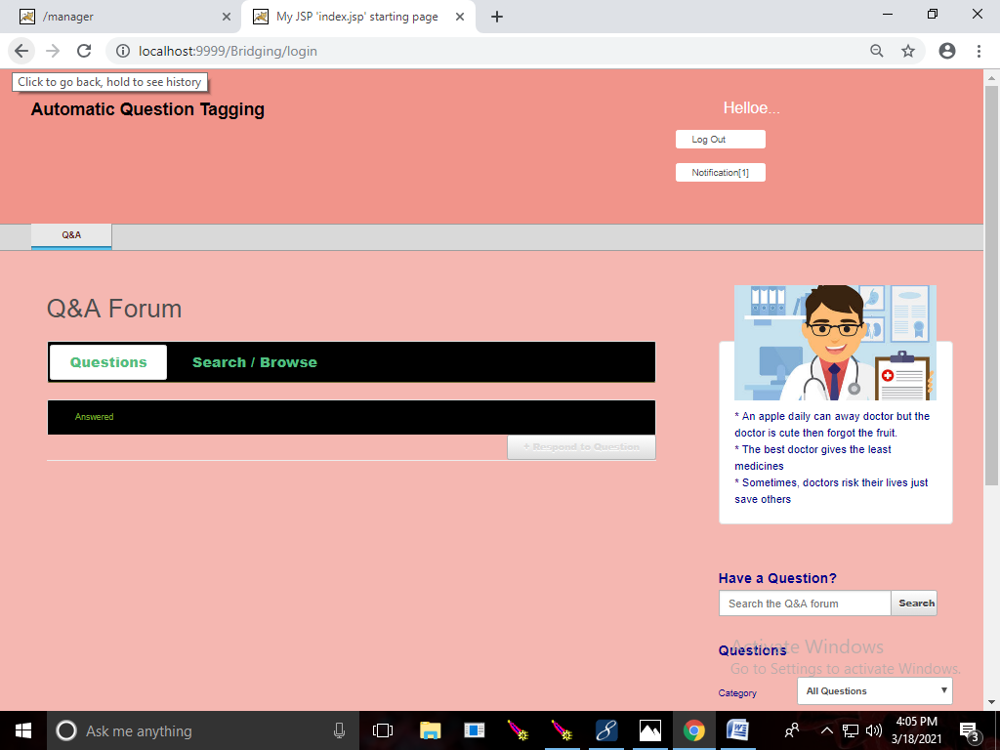 /manager
My JSP 'index.jsp' starting page
localhost:9999/Bridging/login
Click to go back, hold to see history
Automatic Question Tagging
Helloe...
Log Out
Notification[1]
Q&A
Q&A Forum
Questions
Search / Browse
Answered
+ Respond to Question
* An apple daily can away doctor but the
doctor is cute then forgot the fruit.
* The best doctor gives the least
medicines
* Sometimes, doctors risk their lives just
save others
Have a Question?
Search the Q&A forum
Search
Activate Windows
Questions
Go to Settings to activate Windows.
Category
All Questions
Ask me anything
4:05 PM
3/18/2021
3